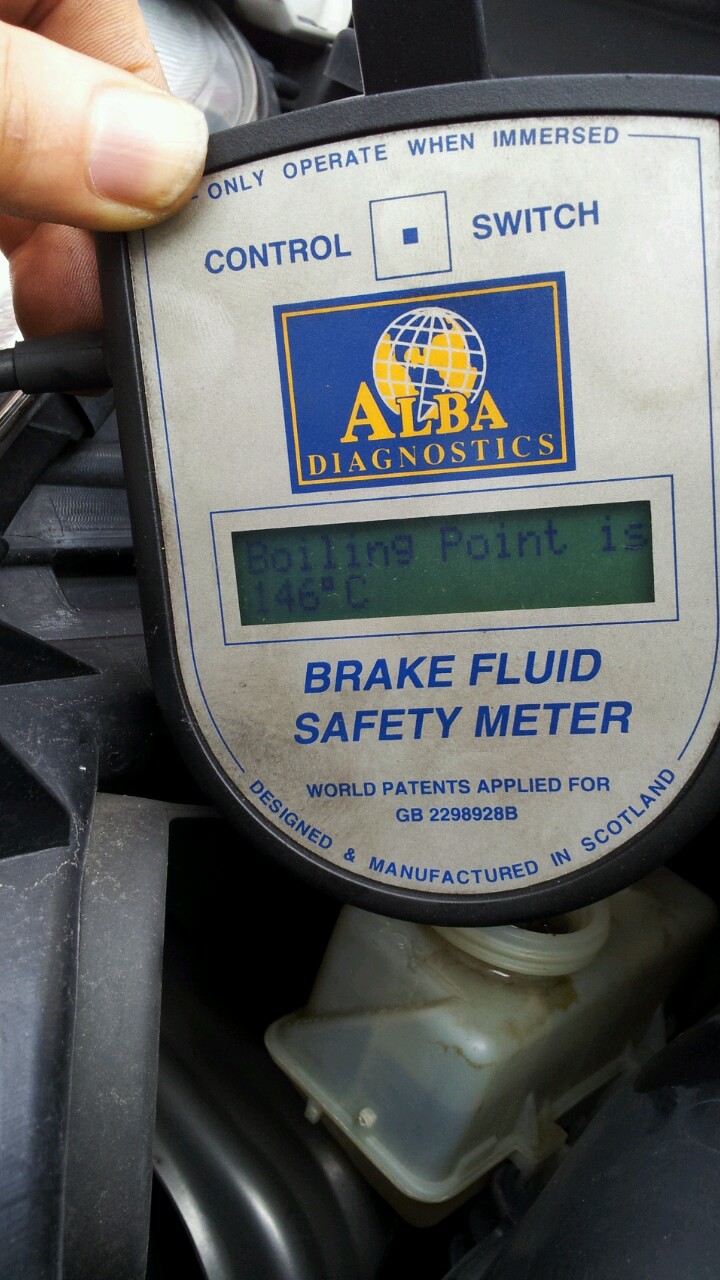 ONLY OPERATE WHEN IMMERSED
CONTROL SWITCH
ALBA
DIAGNOSTICS
Boiling Point is
146°C
BRAKE FLUID
SAFETY METER
WORLD PATENTS APPLIED FOR
GB 2298928B
DESIGNED & MANUFACTURED IN SCOTLAND